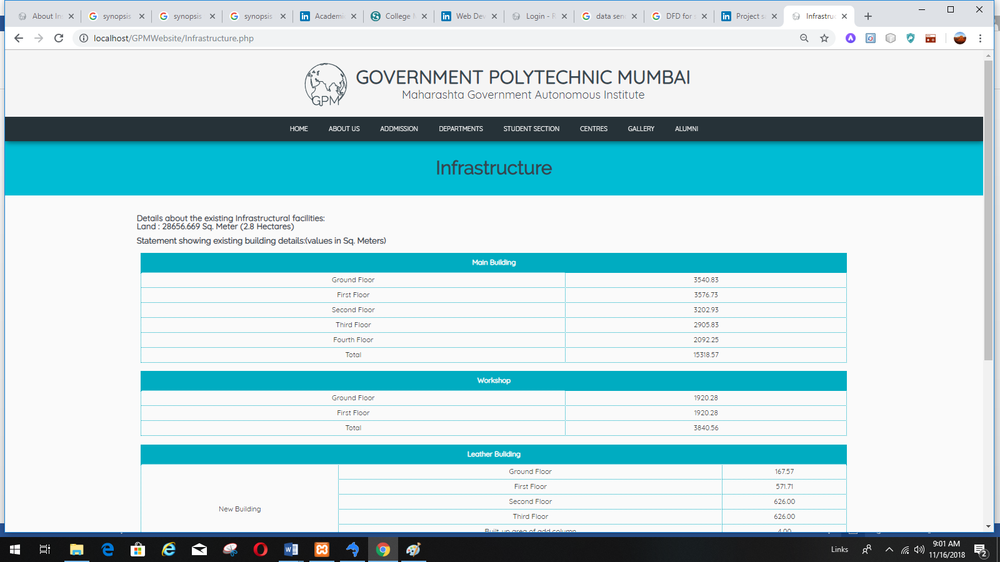 About In
synopsis
synopsis
synopsis
Academi
College
Web Dev
Login - R
data sen
DFD for s
Project s
Infrastruc
localhost/GPMWebsite/Infrastructure.php
GPM
GOVERNMENT POLYTECHNIC MUMBAI
Maharashta Government Autonomous Institute
HOME ABOUT US ADDMISSION DEPARTMENTS STUDENT SECTION CENTRES GALLERY ALUMNI
Infrastructure
Details about the existing Infrastructural facilities:
Land : 28656.669 Sq. Meter (2.8 Hectares)
Statement showing existing building details:(values in Sq. Meters)
Main Building
Ground Floor 3540.83
First Floor 3576.73
Second Floor 3202.93
Third Floor 2905.83
Fourth Floor 2092.25
Total 15318.57
Workshop
Ground Floor 1920.28
First Floor 1920.28
Total 3840.56
Leather Building
New Building
Ground Floor 167.57
First Floor 571.71
Second Floor 626.00
Third Floor 626.00
Built-up area of add column 4.00
Links
9:01 AM
11/16/2018
2